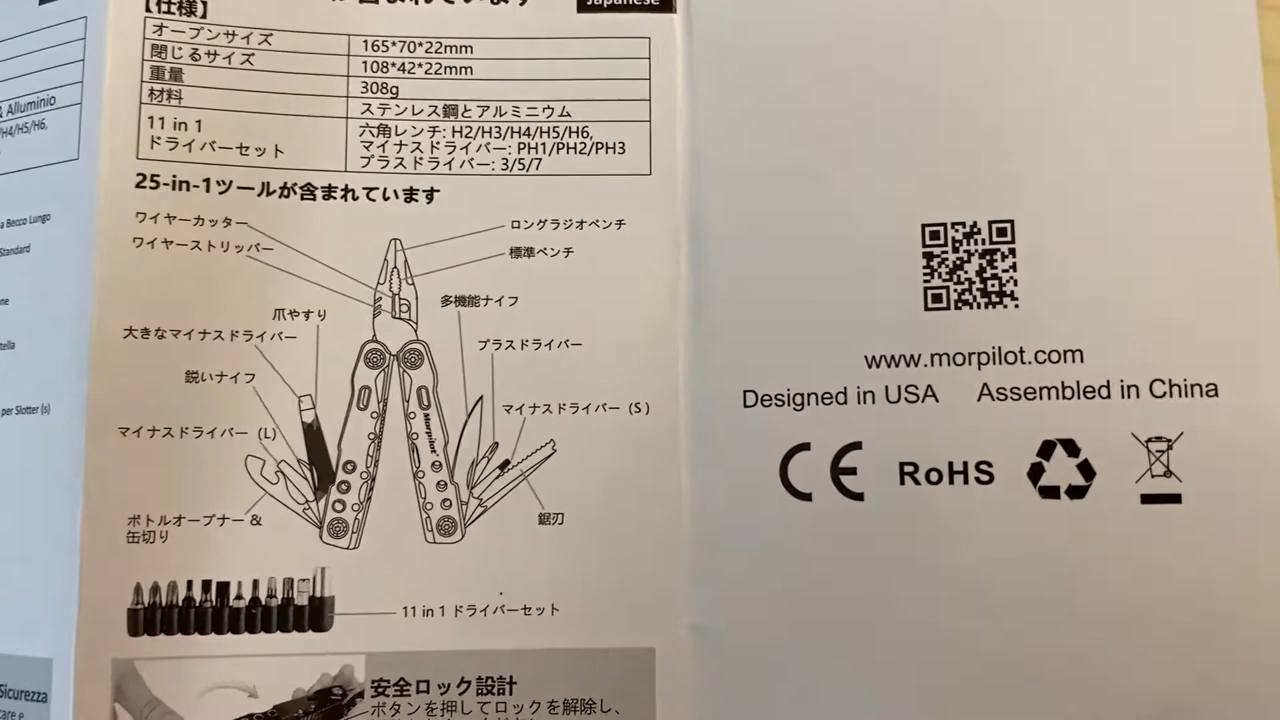 & Alluminio
/H4/H5/H6,
a Becco Lungo
Standard
tella
per Slotter (s)
Sicurezza
care e
【仕様】
が含まれています
Japanese
オープンサイズ 165*70*22mm
閉じるサイズ 108*42*22mm
重量 308g
材料 ステンレス鋼とアルミニウム
11 in 1
ドライバーセット
六角レンチ: H2/H3/H4/H5/H6,
マイナスドライバー: PH1/PH2/PH3
プラスドライバー: 3/5/7
25-in-1ツールが含まれています
ワイヤーカッター
ワイヤーストリッパー
ロングラジオペンチ
標準ペンチ
爪やすり
多機能ナイフ
大きなマイナスドライバー
プラスドライバー
鋭いナイフ
マイナスドライバー（S）
マイナスドライバー（L）
Morpilot
ボトルオープナー &
缶切り
鋸刃
11 in 1 ドライバーセット
安全ロック設計
ボタンを押してロックを解除し、
www.morpilot.com
Designed in USA Assembled in China
CE RoHS